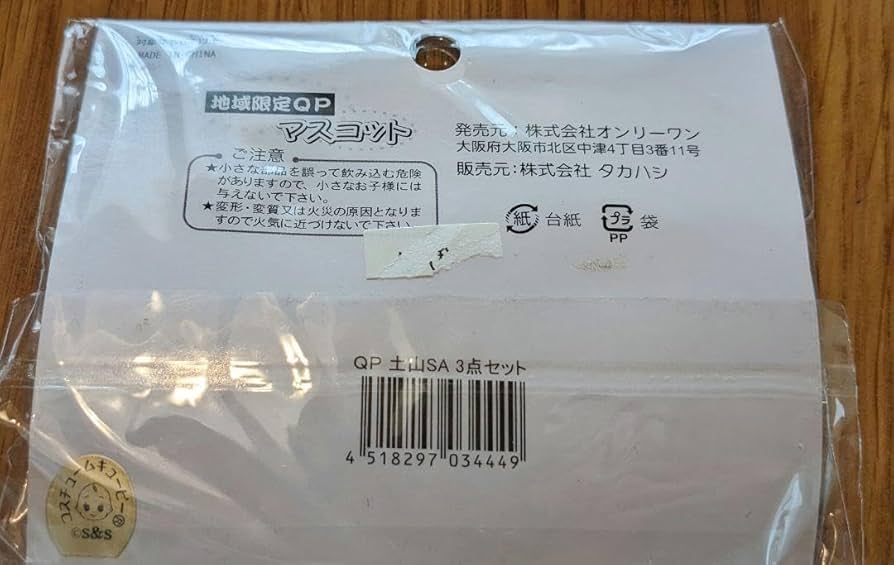 MADE IN CHINA
地域限定QP
マスコット
ご注意
★小さな部品を誤って飲み込む危険
がありますので、小さなお子様には
与えないで下さい。
★変形・変質又は火災の原因となりま
すので火気に近づけないで下さい。
発売元：株式会社オンリーワン
大阪府大阪市北区中津4丁目3番11号
販売元：株式会社 タカハシ
紙 台紙
プラ 袋
PP
QP 土山SA 3点セット
4 518297 034449
コスチュームキューピー
©S&S